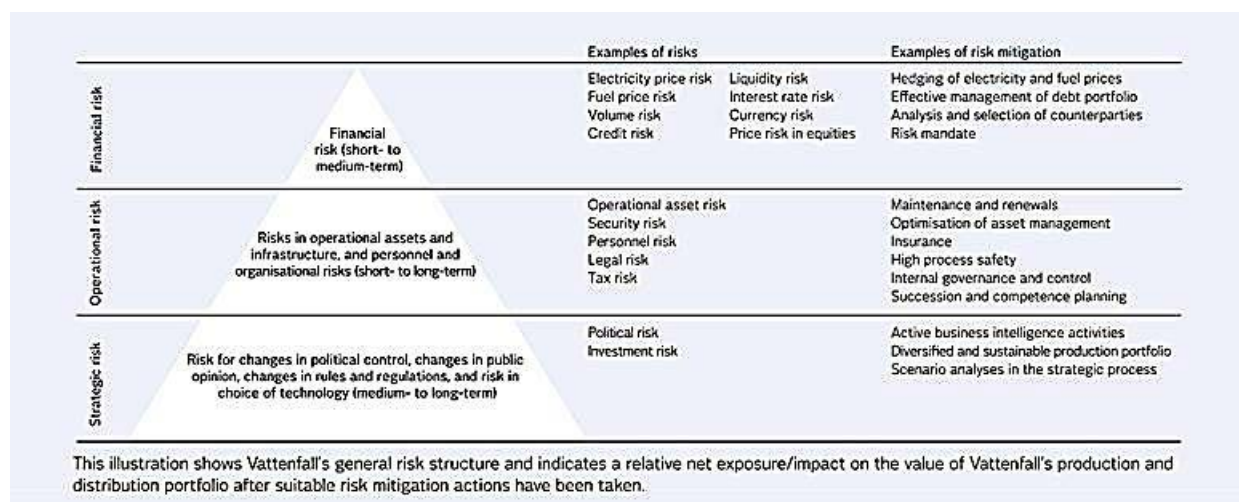 Examples of risks Examples of risk mitigation
Financial risk
Financial
risk (short- to
medium-term)
Electricity price risk Liquidity risk Hedging of electricity and fuel prices
Fuel price risk Interest rate risk Effective management of debt portfolio
Volume risk Currency risk Analysis and selection of counterparties
Credit risk Price risk in equities Risk mandate
Operational risk
Risks in operational assets and
infrastructure, and personnel and
organisational risks (short- to long-term)
Operational asset risk Maintenance and renewals
Security risk Optimisation of asset management
Personnel risk Insurance
Legal risk High process safety
Tax risk Internal governance and control
Succession and competence planning
Strategic risk
Risk for changes in political control, changes in public
opinion, changes in rules and regulations, and risk in
choice of technology (medium- to long-term)
Political risk Active business intelligence activities
Investment risk Diversified and sustainable production portfolio
Scenario analyses in the strategic process
This illustration shows Vattenfall's general risk structure and indicates a relative net exposure/impact on the value of Vattenfall's production and
distribution portfolio after suitable risk mitigation actions have been taken.